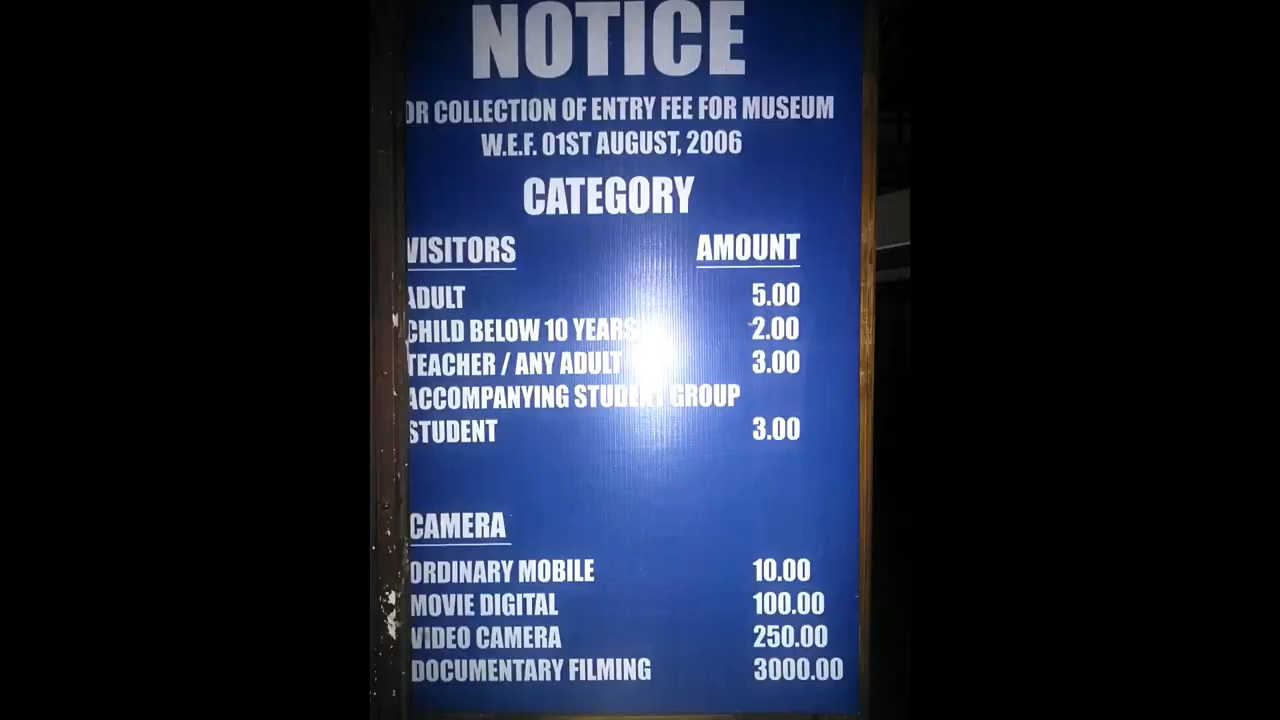 NOTICE
OR COLLECTION OF ENTRY FEE FOR MUSEUM
W.E.F. 01ST AUGUST, 2006
CATEGORY
VISITORS AMOUNT
ADULT 5.00
CHILD BELOW 10 YEARS 2.00
TEACHER / ANY ADULT 3.00
ACCOMPANYING STUDENT GROUP
STUDENT 3.00
CAMERA
ORDINARY MOBILE 10.00
MOVIE DIGITAL 100.00
VIDEO CAMERA 250.00
DOCUMENTARY FILMING 3000.00